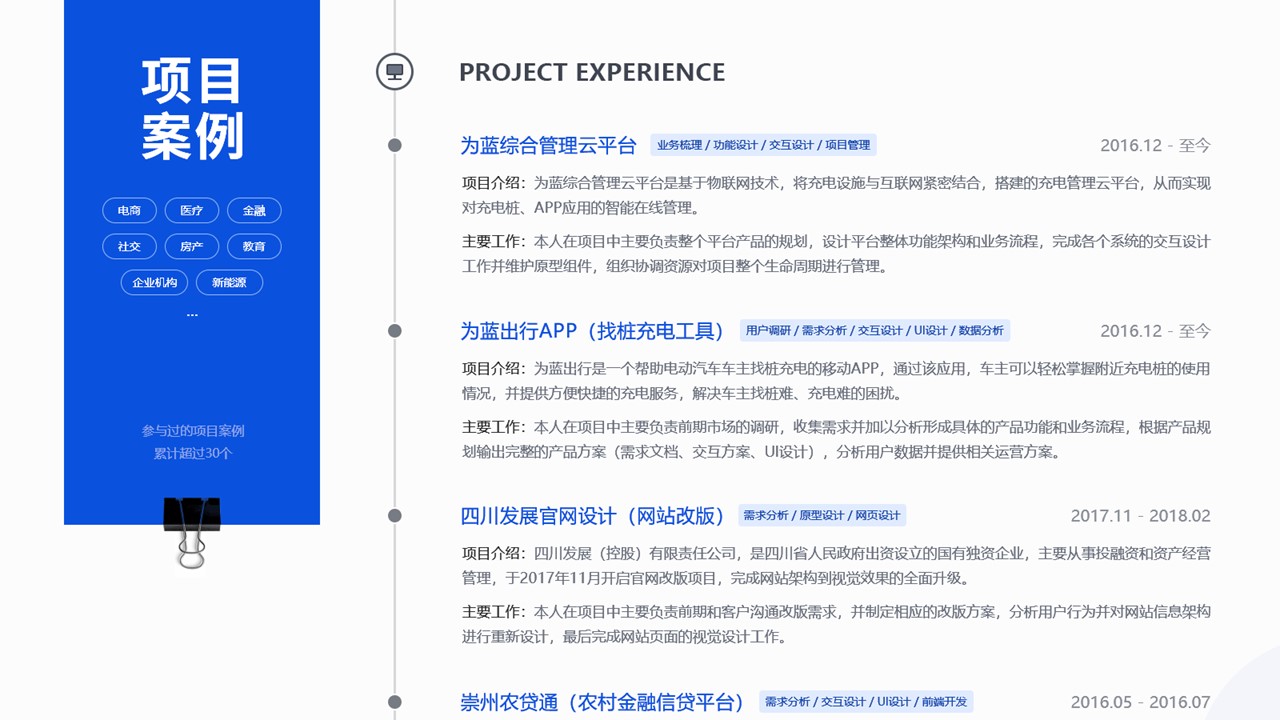 项目
案例
电商 医疗 金融
社交 房产 教育
企业机构 新能源
...
参与过的项目案例
累计超过30个
PROJECT EXPERIENCE
为蓝综合管理云平台 业务梳理 / 功能设计 / 交互设计 / 项目管理 2016.12 - 至今
项目介绍：为蓝综合管理云平台是基于物联网技术，将充电设施与互联网紧密结合，搭建的充电管理云平台，从而实现
对充电桩、APP应用的智能在线管理。
主要工作：本人在项目中主要负责整个平台产品的规划，设计平台整体功能架构和业务流程，完成各个系统的交互设计
工作并维护原型组件，组织协调资源对项目整个生命周期进行管理。
为蓝出行APP（找桩充电工具） 用户调研 / 需求分析 / 交互设计 / UI设计 / 数据分析 2016.12 - 至今
项目介绍：为蓝出行是一个帮助电动汽车车主找桩充电的移动APP，通过该应用，车主可以轻松掌握附近充电桩的使用
情况，并提供方便快捷的充电服务，解决车主找桩难、充电难的困扰。
主要工作：本人在项目中主要负责前期市场的调研，收集需求并加以分析形成具体的产品功能和业务流程，根据产品规
划输出完整的产品方案（需求文档、交互方案、UI设计），分析用户数据并提供相关运营方案。
四川发展官网设计（网站改版） 需求分析 / 原型设计 / 网页设计 2017.11 - 2018.02
项目介绍：四川发展（控股）有限责任公司，是四川省人民政府出资设立的国有独资企业，主要从事投融资和资产经营
管理，于2017年11月开启官网改版项目，完成网站架构到视觉效果的全面升级。
主要工作：本人在项目中主要负责前期和客户沟通改版需求，并制定相应的改版方案，分析用户行为并对网站信息架构
进行重新设计，最后完成网站页面的视觉设计工作。
崇州农贷通（农村金融信贷平台） 需求分析 / 交互设计 / UI设计 / 前端开发 2016.05 - 2016.07